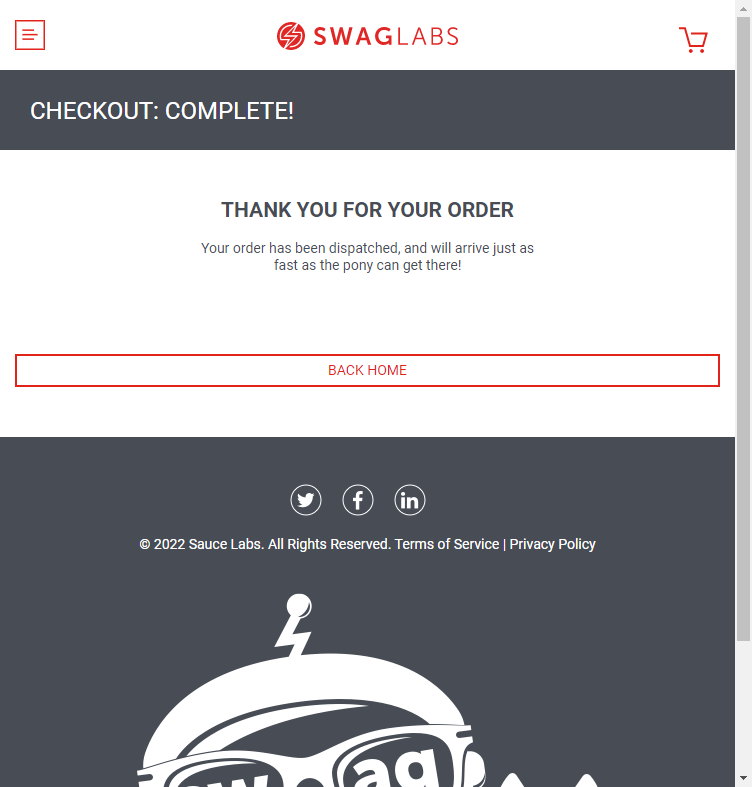 SWAGLABS
CHECKOUT: COMPLETE!
THANK YOU FOR YOUR ORDER
Your order has been dispatched, and will arrive just as
fast as the pony can get there!
BACK HOME
© 2022 Sauce Labs. All Rights Reserved. Terms of Service | Privacy Policy
sw ag